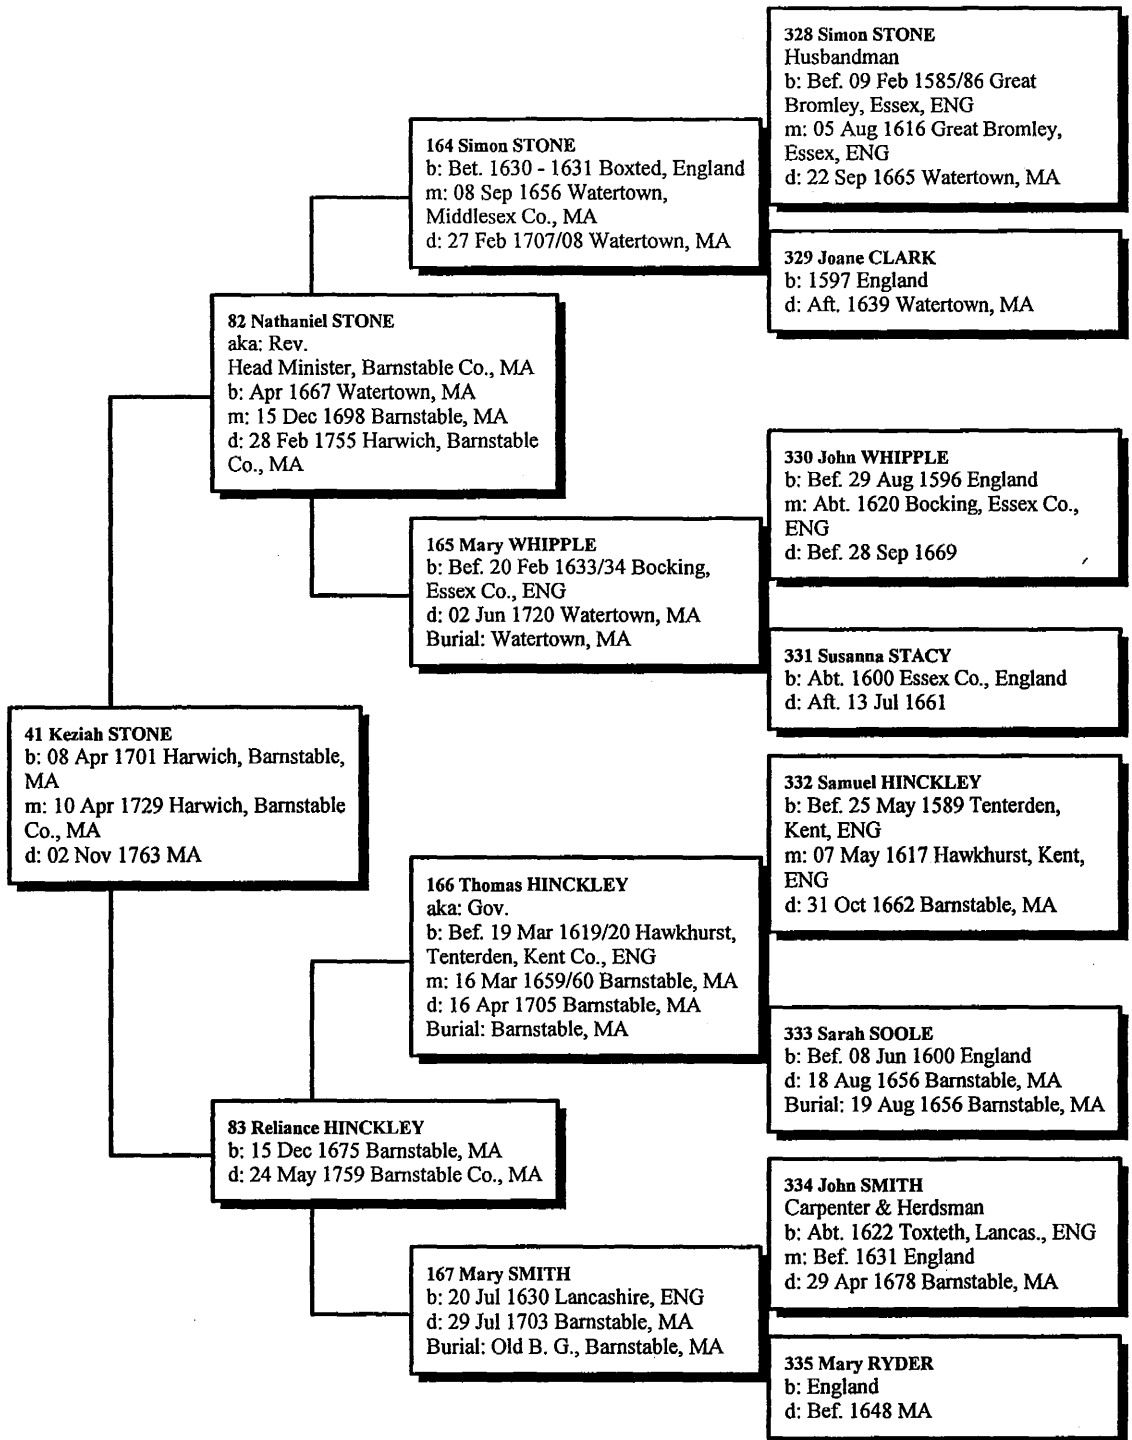 328 Simon STONE
Husbandman
b: Bef. 09 Feb 1585/86 Great
Bromley, Essex, ENG
m: 05 Aug 1616 Great Bromley,
Essex, ENG
d: 22 Sep 1665 Watertown, MA
164 Simon STONE
b: Bet. 1630 - 1631 Boxted, England
m: 08 Sep 1656 Watertown,
Middlesex Co., MA
d: 27 Feb 1707/08 Watertown, MA
329 Joane CLARK
b: 1597 England
d: Aft. 1639 Watertown, MA
82 Nathaniel STONE
aka: Rev.
Head Minister, Barnstable Co., MA
b: Apr 1667 Watertown, MA
m: 15 Dec 1698 Barnstable, MA
d: 28 Feb 1755 Harwich, Barnstable
Co., MA
330 John WHIPPLE
b: Bef. 29 Aug 1596 England
m: Abt. 1620 Bocking, Essex Co.,
ENG
d: Bef. 28 Sep 1669
165 Mary WHIPPLE
b: Bef. 20 Feb 1633/34 Bocking,
Essex Co., ENG
d: 02 Jun 1720 Watertown, MA
Burial: Watertown, MA
331 Susanna STACY
b: Abt. 1600 Essex Co., England
d: Aft. 13 Jul 1661
41 Keziah STONE
b: 08 Apr 1701 Harwich, Barnstable,
MA
m: 10 Apr 1729 Harwich, Barnstable
Co., MA
d: 02 Nov 1763 MA
332 Samuel HINCKLEY
b: Bef. 25 May 1589 Tenterden,
Kent, ENG
m: 07 May 1617 Hawkhurst, Kent,
ENG
d: 31 Oct 1662 Barnstable, MA
166 Thomas HINCKLEY
aka: Gov.
b: Bef. 19 Mar 1619/20 Hawkhurst,
Tenterden, Kent Co., ENG
m: 16 Mar 1659/60 Barnstable, MA
d: 16 Apr 1705 Barnstable, MA
Burial: Barnstable, MA
333 Sarah SOOLE
b: Bef. 08 Jun 1600 England
d: 18 Aug 1656 Barnstable, MA
Burial: 19 Aug 1656 Barnstable, MA
83 Reliance HINCKLEY
b: 15 Dec 1675 Barnstable, MA
d: 24 May 1759 Barnstable Co., MA
334 John SMITH
Carpenter & Herdsman
b: Abt. 1622 Toxteth, Lancas., ENG
m: Bef. 1631 England
d: 29 Apr 1678 Barnstable, MA
167 Mary SMITH
b: 20 Jul 1630 Lancashire, ENG
d: 29 Jul 1703 Barnstable, MA
Burial: Old B. G., Barnstable, MA
335 Mary RYDER
b: England
d: Bef. 1648 MA